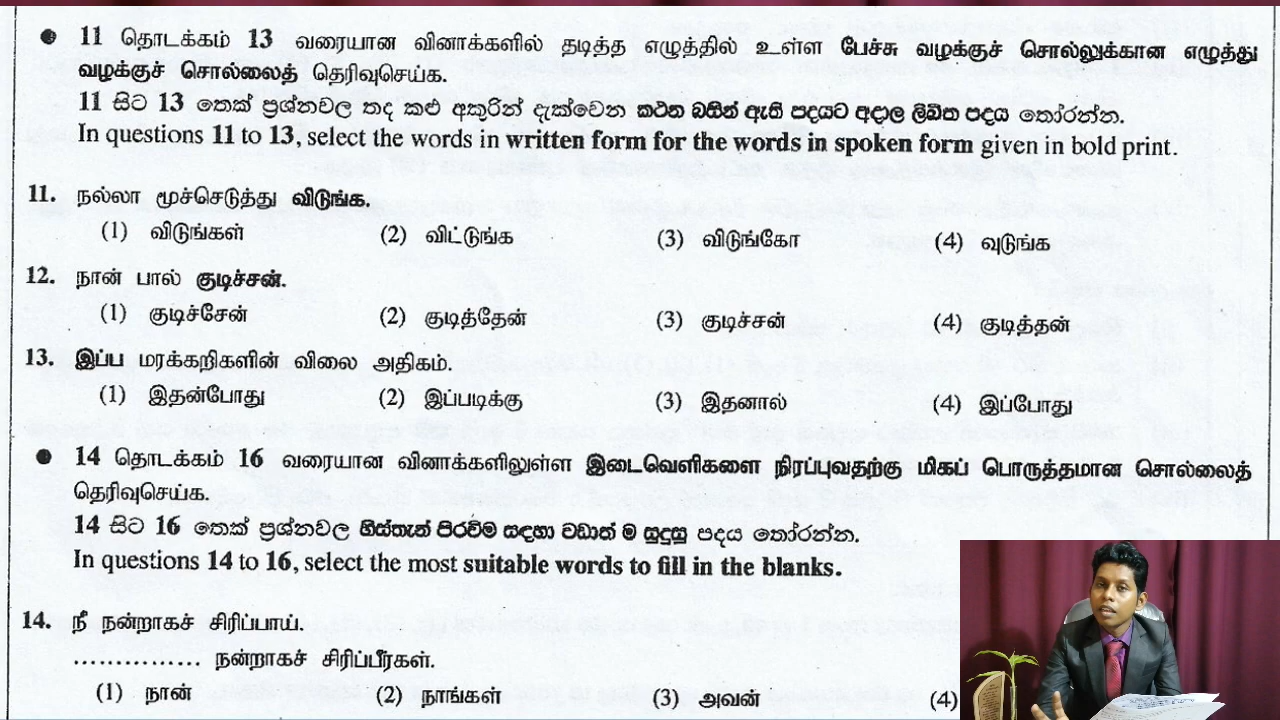 ● 11 தொடக்கம் 13 வரையான வினாக்களில் தடித்த எழுத்தில் உள்ள பேச்சு வழக்குச் சொல்லுக்கான எழுத்து
வழக்குச் சொல்லைத் தெரிவுசெய்க.
11 සිට 13 තෙක් ප්‍රශ්නවල තද කළු අකුරින් දැක්වෙන කථන බසින් ඇති පදයට අදාල ලිඛිත පදය තෝරන්න.
In questions 11 to 13, select the words in written form for the words in spoken form given in bold print.
11. நல்லா மூச்செடுத்து விடுங்க.
(1) விடுங்கள் (2) விட்டுங்க (3) விடுங்கோ (4) வுடுங்க
12. நான் பால் குடிச்சன்.
(1) குடிச்சேன் (2) குடித்தேன் (3) குடிச்சன் (4) குடித்தன்
13. இப்ப மரக்கறிகளின் விலை அதிகம்.
(1) இதன்போது (2) இப்படிக்கு (3) இதனால் (4) இப்போது
● 14 தொடக்கம் 16 வரையான வினாக்களிலுள்ள இடைவெளிகளை நிரப்புவதற்கு மிகப் பொருத்தமான சொல்லைத்
தெரிவுசெய்க.
14 සිට 16 තෙක් ප්‍රශ්නවල හිස්තැන් පිරවීම සඳහා වඩාත් ම සුදුසු පදය තෝරන්න.
In questions 14 to 16, select the most suitable words to fill in the blanks.
14. நீ நன்றாகச் சிரிப்பாய்.
............... நன்றாகச் சிரிப்பீர்கள்.
(1) நான் (2) நாங்கள் (3) அவன் (4)